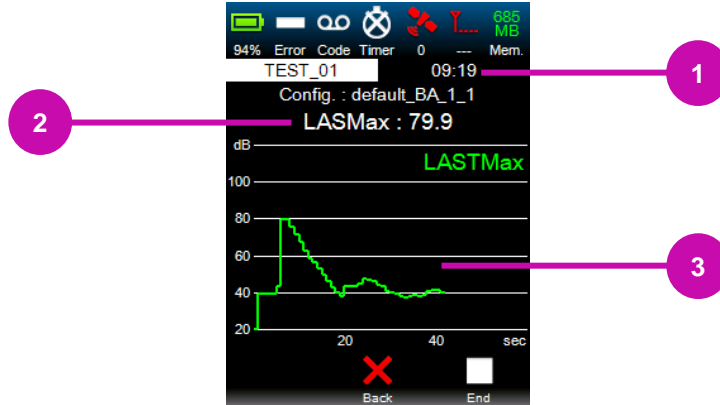 685
MB
94% Error Code Timer 0 --- Mem.
TEST_01 09:19
1
Config. : default_BA_1_1
2
LASMax : 79.9
dB
LASTMax
100
80
60
3
40
20
20 40 sec
Back End